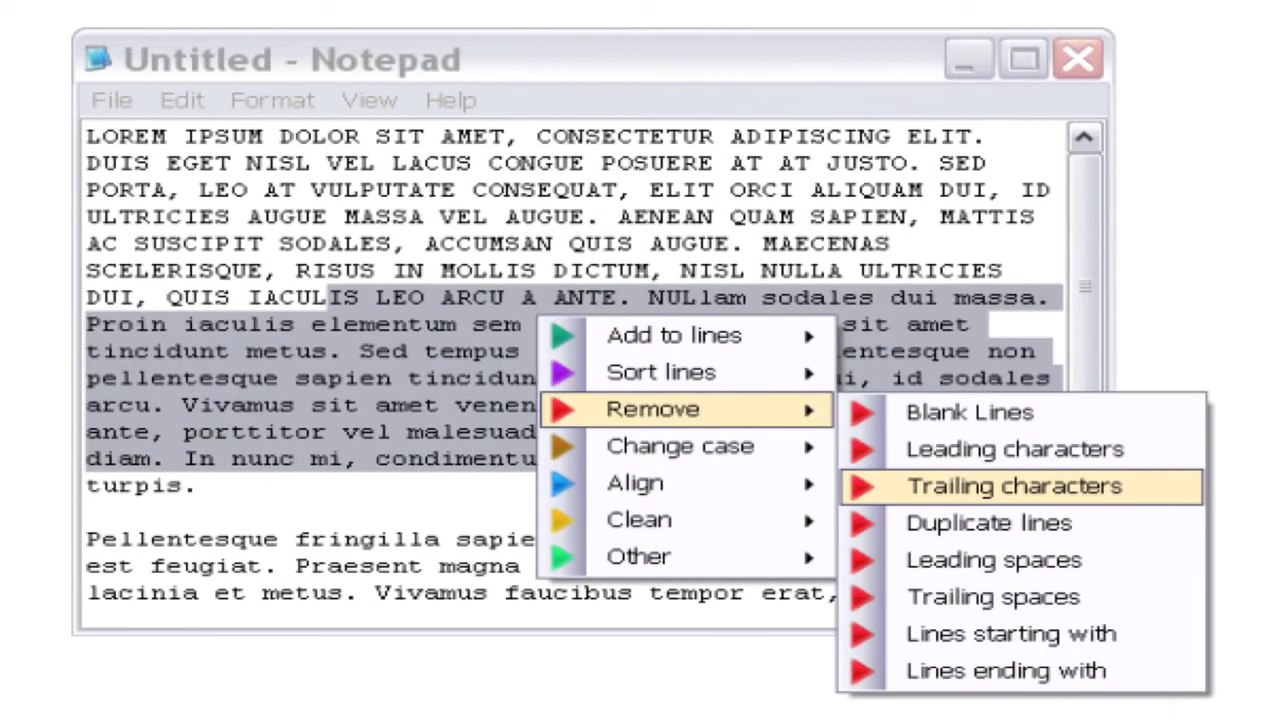 Untitled - Notepad
File Edit Format View Help
LOREM IPSUM DOLOR SIT AMET, CONSECTETUR ADIPISCING ELIT.
DUIS EGET NISL VEL LACUS CONGUE POSUERE AT AT JUSTO. SED
PORTA, LEO AT VULPUTATE CONSEQUAT, ELIT ORCI ALIQUAM DUI, ID
ULTRICIES AUGUE MASSA VEL AUGUE. AENEAN QUAM SAPIEN, MATTIS
AC SUSCIPIT SODALES, ACCUMSAN QUIS AUGUE. MAECENAS
SCELERISQUE, RISUS IN MOLLIS DICTUM, NISL NULLA ULTRICIES
DUI, QUIS IACULIS LEO ARCU A ANTE. NULlam sodales dui massa.
Proin iaculis elementum sem sit amet
tincidunt metus. Sed tempus entesque non
pellentesque sapien tincidun i, id sodales
arcu. Vivamus sit amet venen
ante, porttitor vel malesuad
diam. In nunc mi, condimentu
turpis.
Pellentesque fringilla sapie
est feugiat. Praesent magna
lacinia et metus. Vivamus faucibus tempor erat,
Add to lines
Sort lines
Remove
Change case
Align
Clean
Other
Blank Lines
Leading characters
Trailing characters
Duplicate lines
Leading spaces
Trailing spaces
Lines starting with
Lines ending with